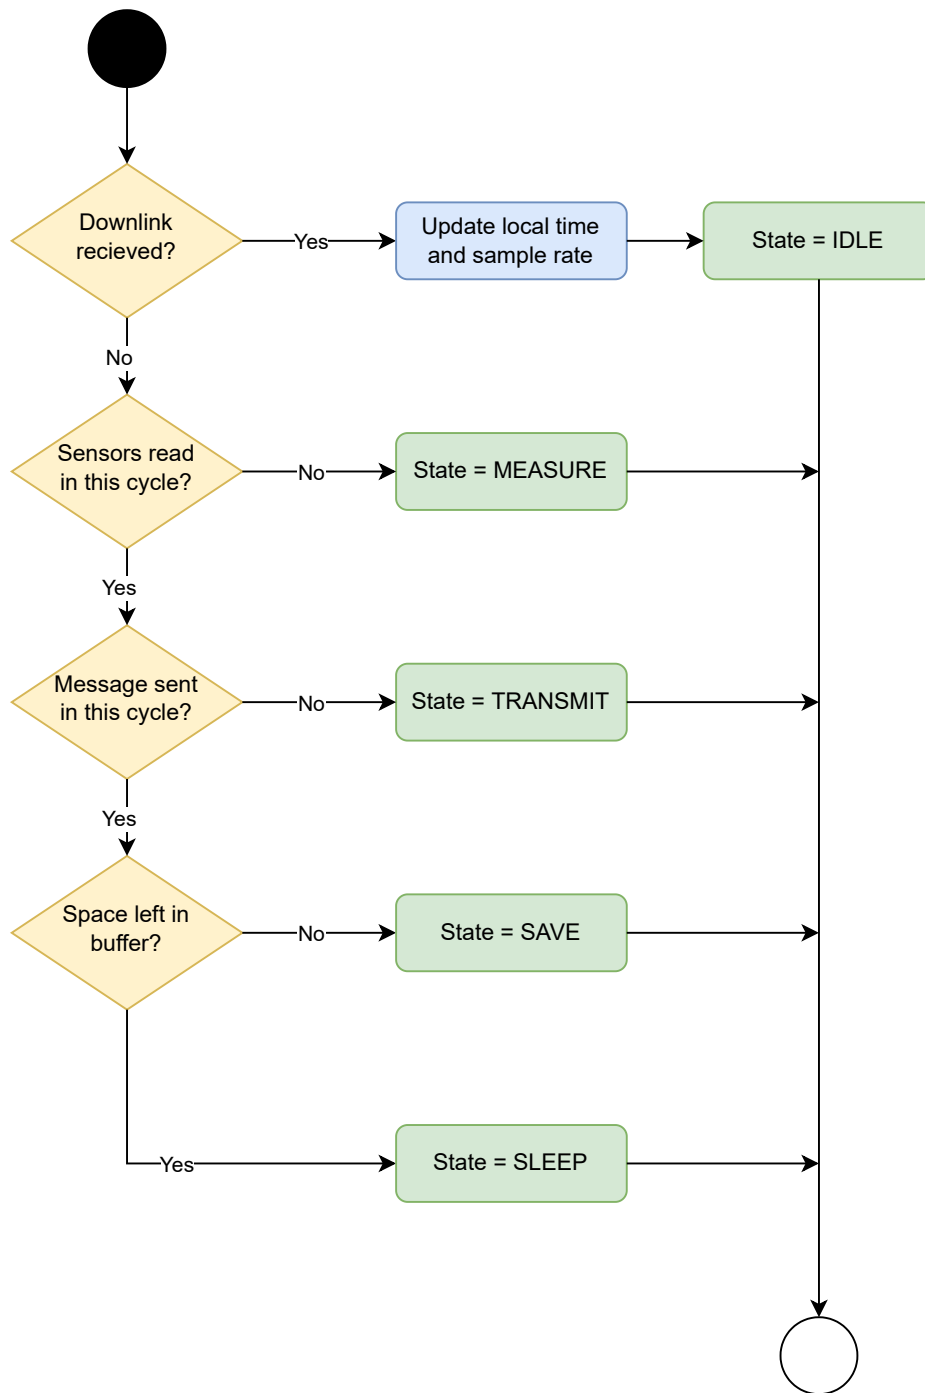 Downlink
recieved?
Yes
Update local time
and sample rate
State = IDLE
No
Sensors read
in this cycle?
No
State = MEASURE
Yes
Message sent
in this cycle?
No
State = TRANSMIT
Yes
Space left in
buffer?
No
State = SAVE
Yes
State = SLEEP